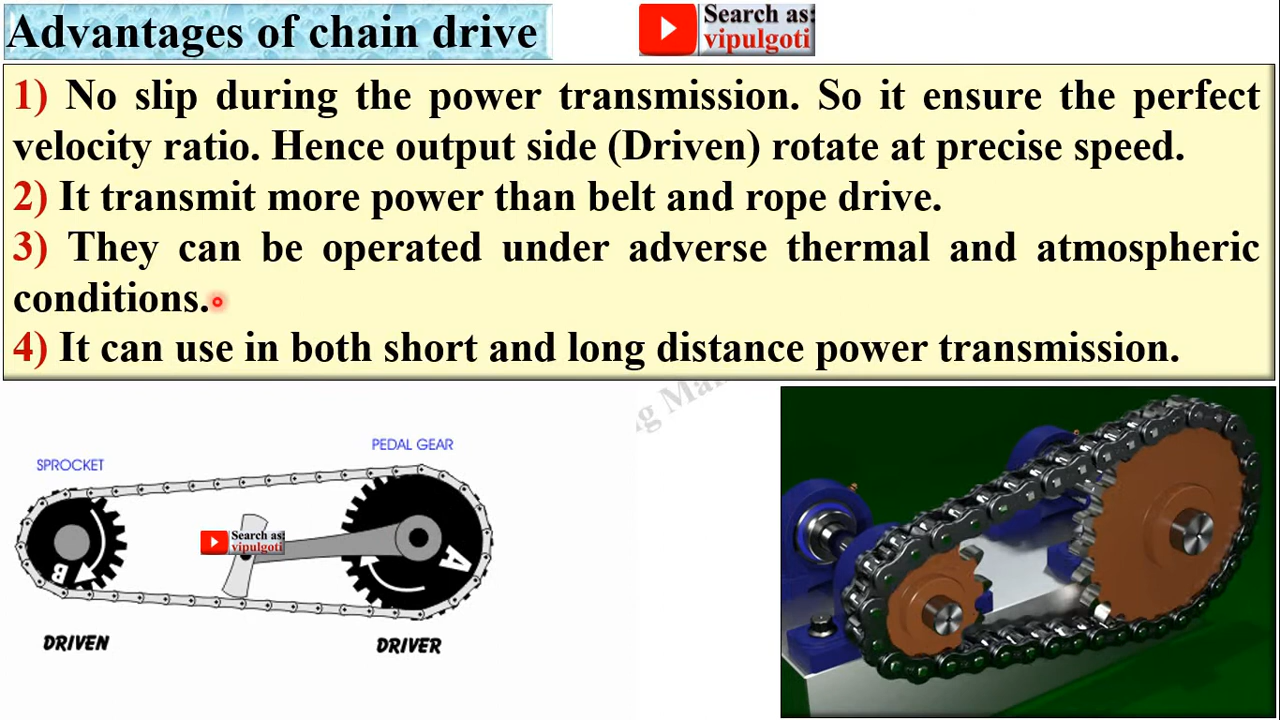 Advantages of chain drive
Search as:
vipulgoti
1) No slip during the power transmission. So it ensure the perfect
velocity ratio. Hence output side (Driven) rotate at precise speed.
2) It transmit more power than belt and rope drive.
3) They can be operated under adverse thermal and atmospheric
conditions.
4) It can use in both short and long distance power transmission.
PEDAL GEAR
SPROCKET
Search as:
vipulgoti
B
A
DRIVEN
DRIVER